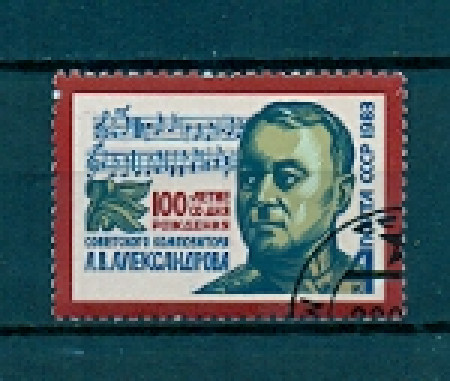 100-ЛЕТИЕ
СО ДНЯ
РОЖДЕНИЯ
СОВЕТСКОГО КОМПОЗИТОРА
А.В.АЛЕКСАНДРОВА
ПОЧТА СССР 1983